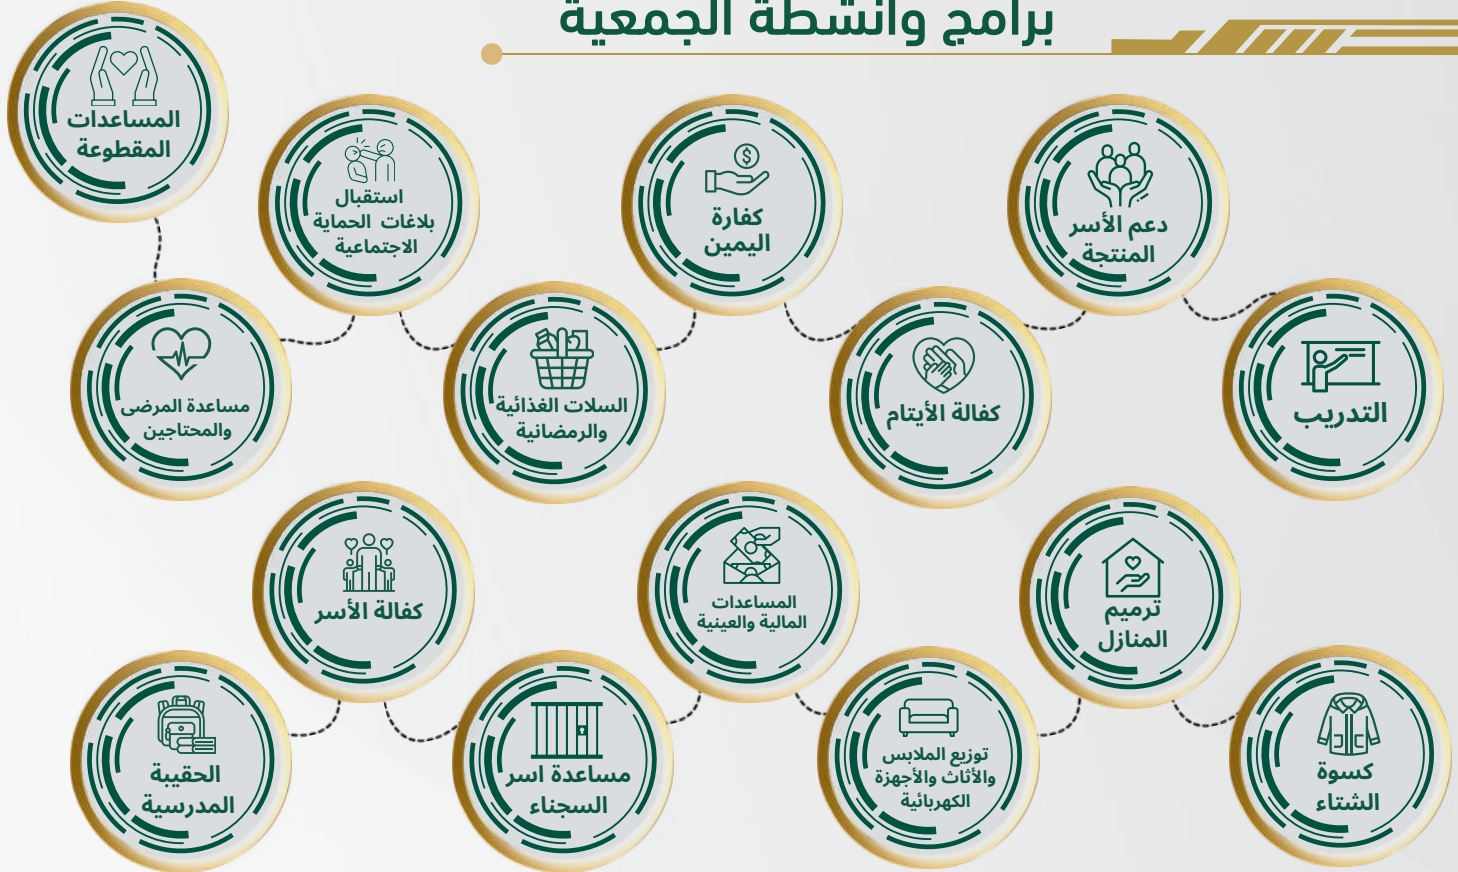 برامج وأنشطة الجمعية
المساعدات
المقطوعة
دعم الأسر
المنتجة
كفارة
اليمين
استقبال
بلاغات الحماية
الاجتماعية
التدريب
كفالة الأيتام
السلات الغذائية
والرمضانية
مساعدة المرضى
والمحتاجين
ترميم
المنازل
المساعدات
المالية والعينية
كفالة الأسر
كسوة
الشتاء
توزيع الملابس
والأثاث والأجهزة
الكهربائية
مساعدة اسر
السجناء
الحقيبة
المدرسية